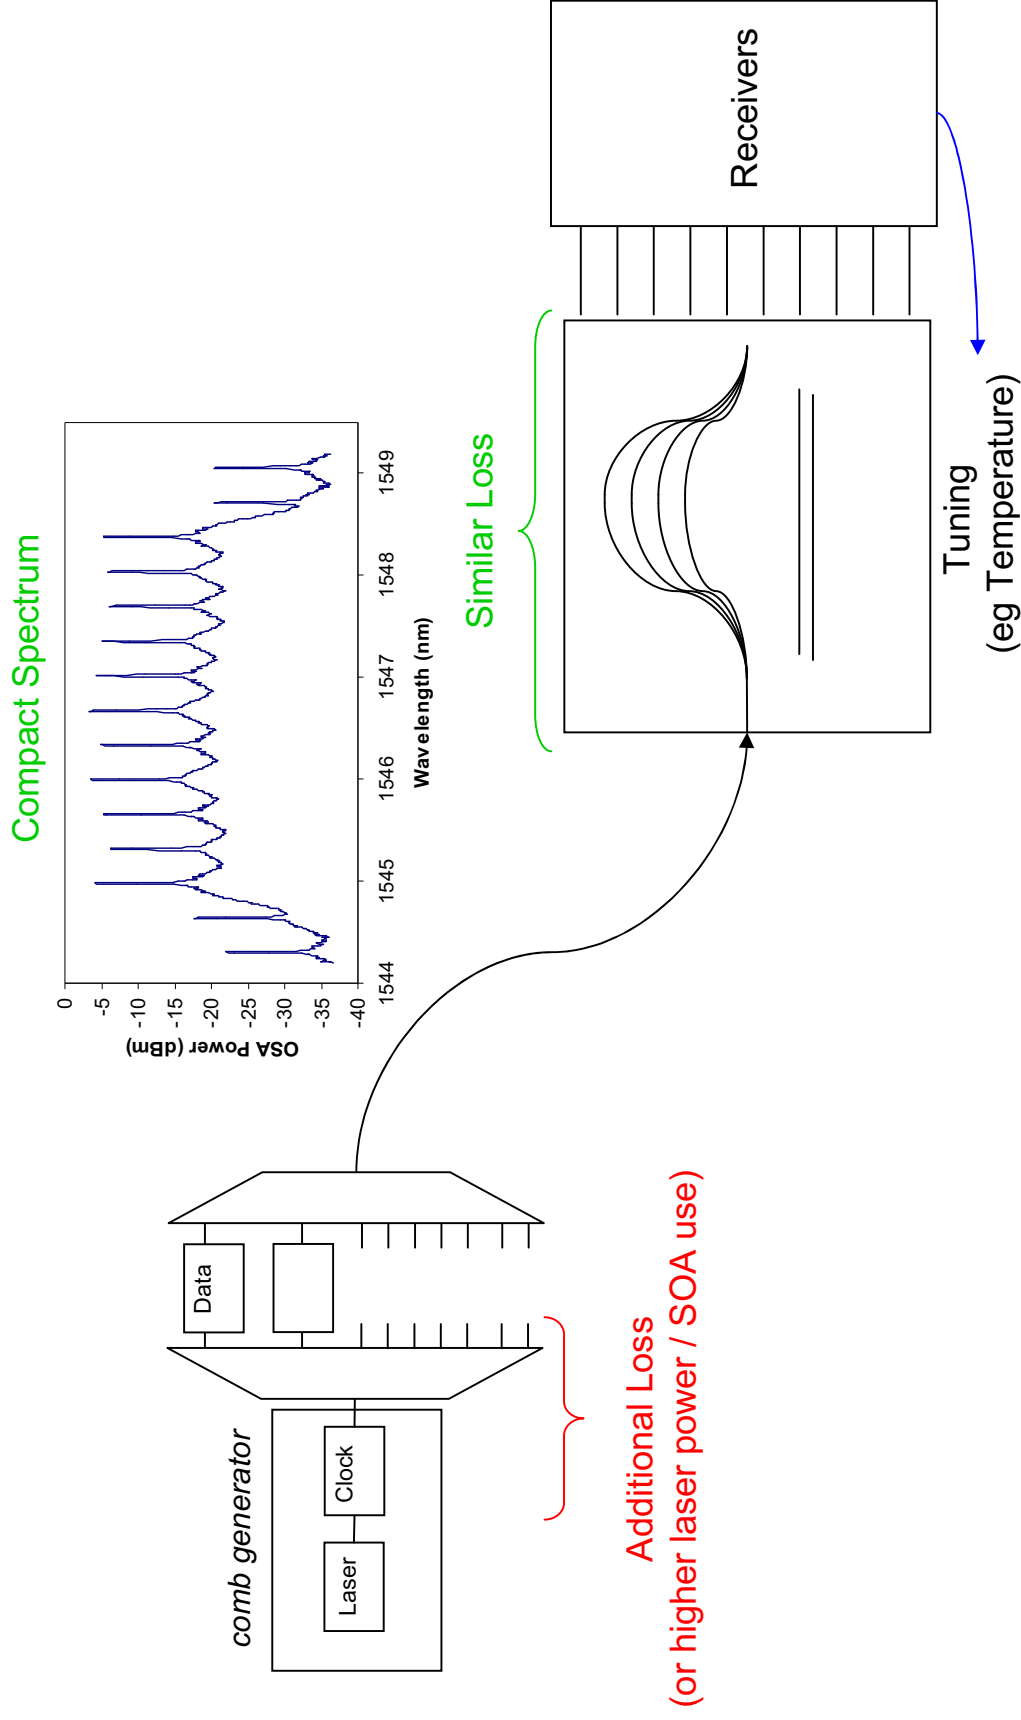 Compact Spectrum
0
-5
-10
-15
-20
-25
-30
-35
-40
OSA Power (dBm)
1544
1545
1546
1547
1548
1549
Wavelength (nm)
comb generator
Laser
Clock
Data
Similar Loss
Receivers
Additional Loss
(or higher laser power / SOA use)
Tuning
(eg Temperature)